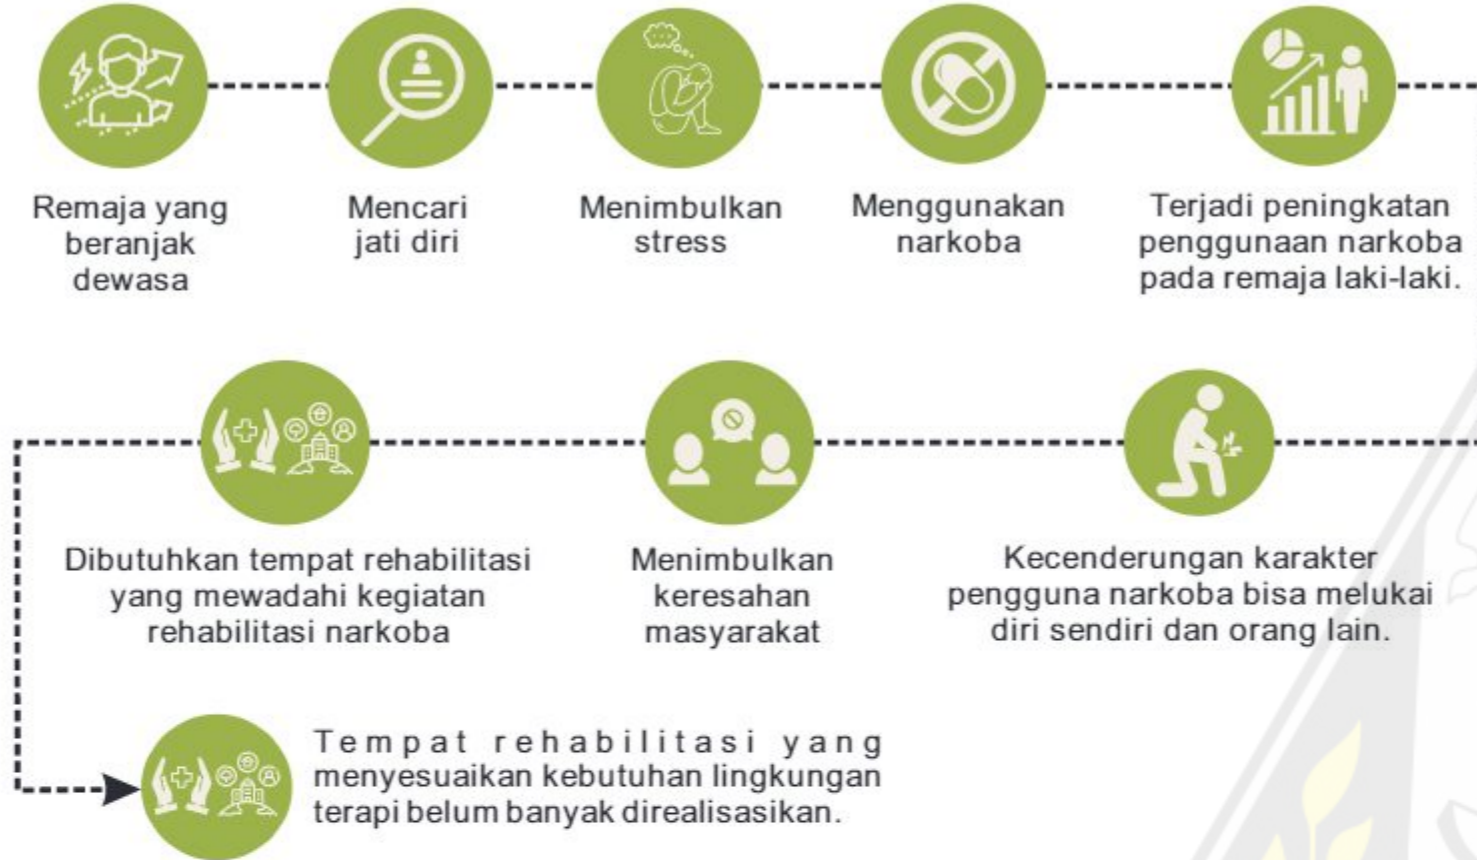 Remaja yang
beranjak
dewasa
Mencari
jati diri
Menimbulkan
stress
Menggunakan
narkoba
Terjadi peningkatan
penggunaan narkoba
pada remaja laki-laki.
Kecenderungan karakter
pengguna narkoba bisa melukai
diri sendiri dan orang lain.
Menimbulkan
keresahan
masyarakat
Dibutuhkan tempat rehabilitasi
yang mewadahi kegiatan
rehabilitasi narkoba
Tempat rehabilitasi yang
menyesuaikan kebutuhan lingkungan
terapi belum banyak direalisasikan.